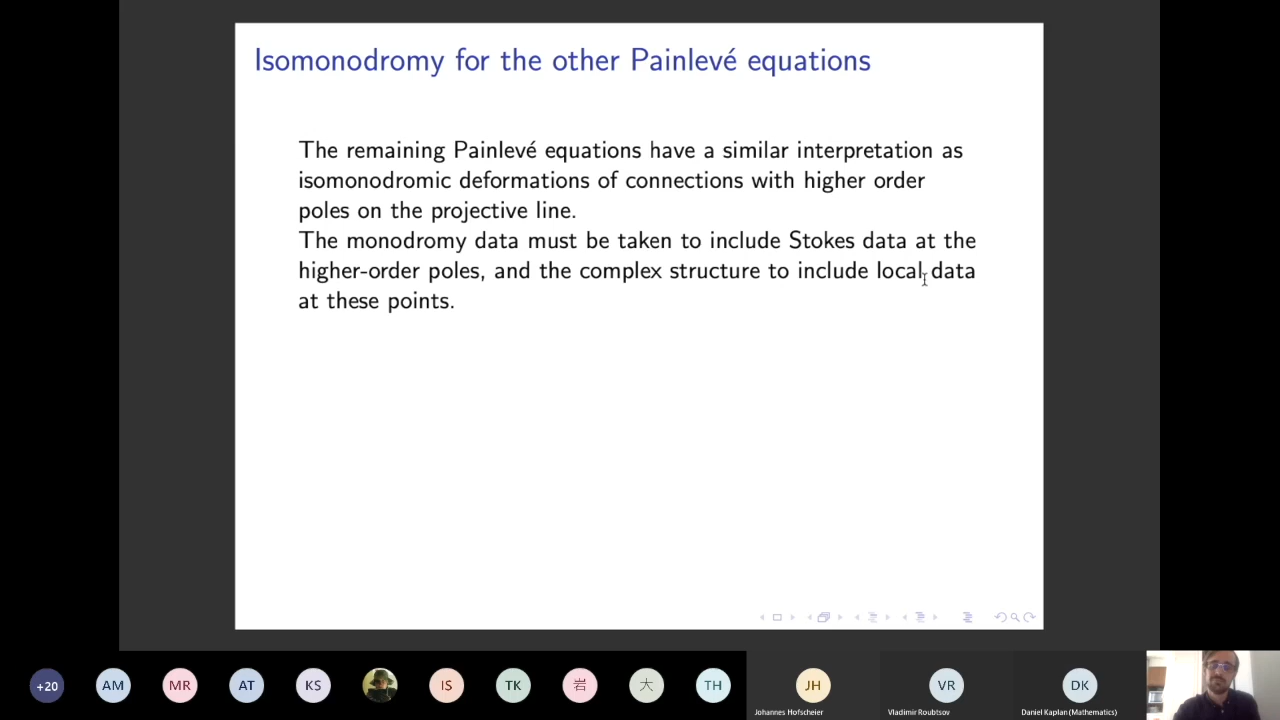 Isomonodromy for the other Painlevé equations
The remaining Painlevé equations have a similar interpretation as
isomonodromic deformations of connections with higher order
poles on the projective line.
The monodromy data must be taken to include Stokes data at the
higher-order poles, and the complex structure to include local data
at these points.
+20
AM
MR
AT
KS
IS
TK
岩
大
TH
JH
VR
DK
Johannes Hofscheier
Vladimir Roubtsov
Daniel Kaplan (Mathematics)